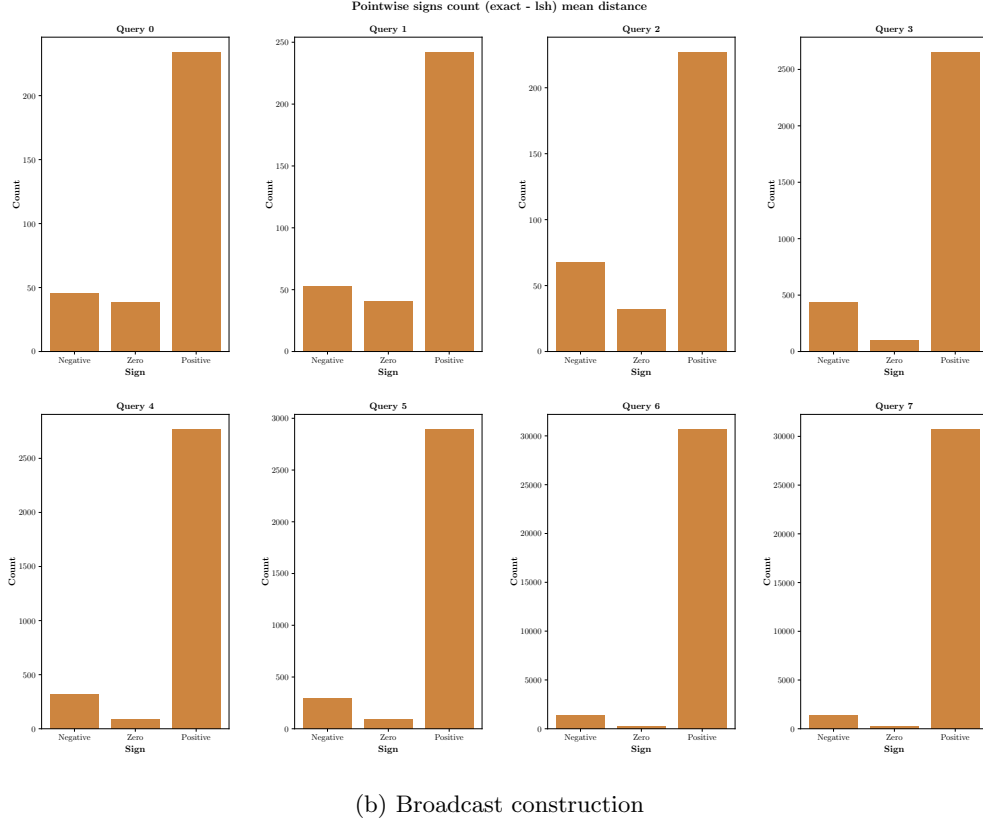 Pointwise signs count (exact - lsh) mean distance
Query 0
Query 1
Query 2
Query 3
200
150
100
50
0
Count
Negative Zero Positive
Sign
250
200
150
100
50
0
Count
Negative Zero Positive
Sign
200
150
100
50
0
Count
Negative Zero Positive
Sign
2500
2000
1500
1000
500
0
Count
Negative Zero Positive
Sign
Query 4
Query 5
Query 6
Query 7
2500
2000
1500
1000
500
0
Count
Negative Zero Positive
Sign
3000
2500
2000
1500
1000
500
0
Count
Negative Zero Positive
Sign
30000
25000
20000
15000
10000
5000
0
Count
Negative Zero Positive
Sign
30000
25000
20000
15000
10000
5000
0
Count
Negative Zero Positive
Sign
(b) Broadcast construction